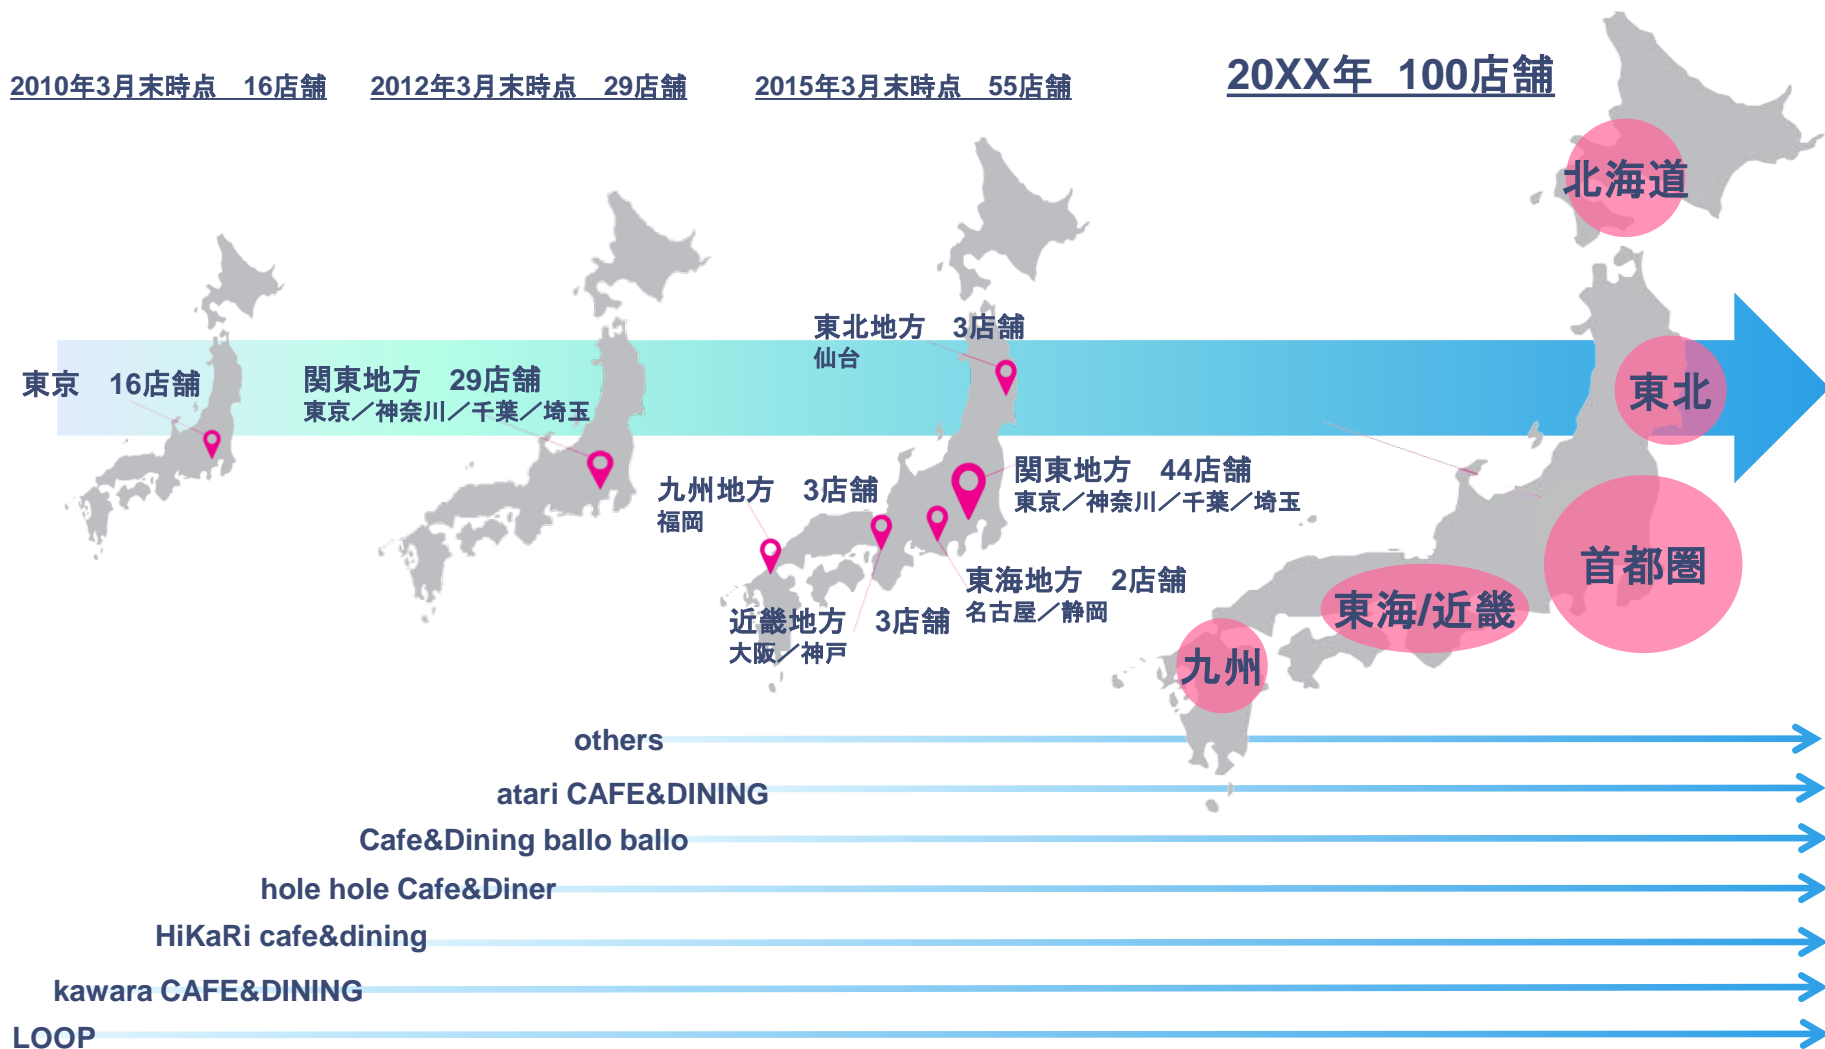 2010年3月末時点　16店舗
2012年3月末時点　29店舗
2015年3月末時点　55店舗
20XX年 100店舗
東京　16店舗
関東地方　29店舗
東京／神奈川／千葉／埼玉
東北地方　3店舗
仙台
関東地方　44店舗
東京／神奈川／千葉／埼玉
九州地方　3店舗
福岡
東海地方　2店舗
名古屋／静岡
近畿地方　3店舗
大阪／神戸
北海道
東北
首都圏
東海/近畿
九州
others
atari CAFE&DINING
Cafe&Dining ballo ballo
hole hole Cafe&Diner
HiKaRi cafe&dining
kawara CAFE&DINING
LOOP